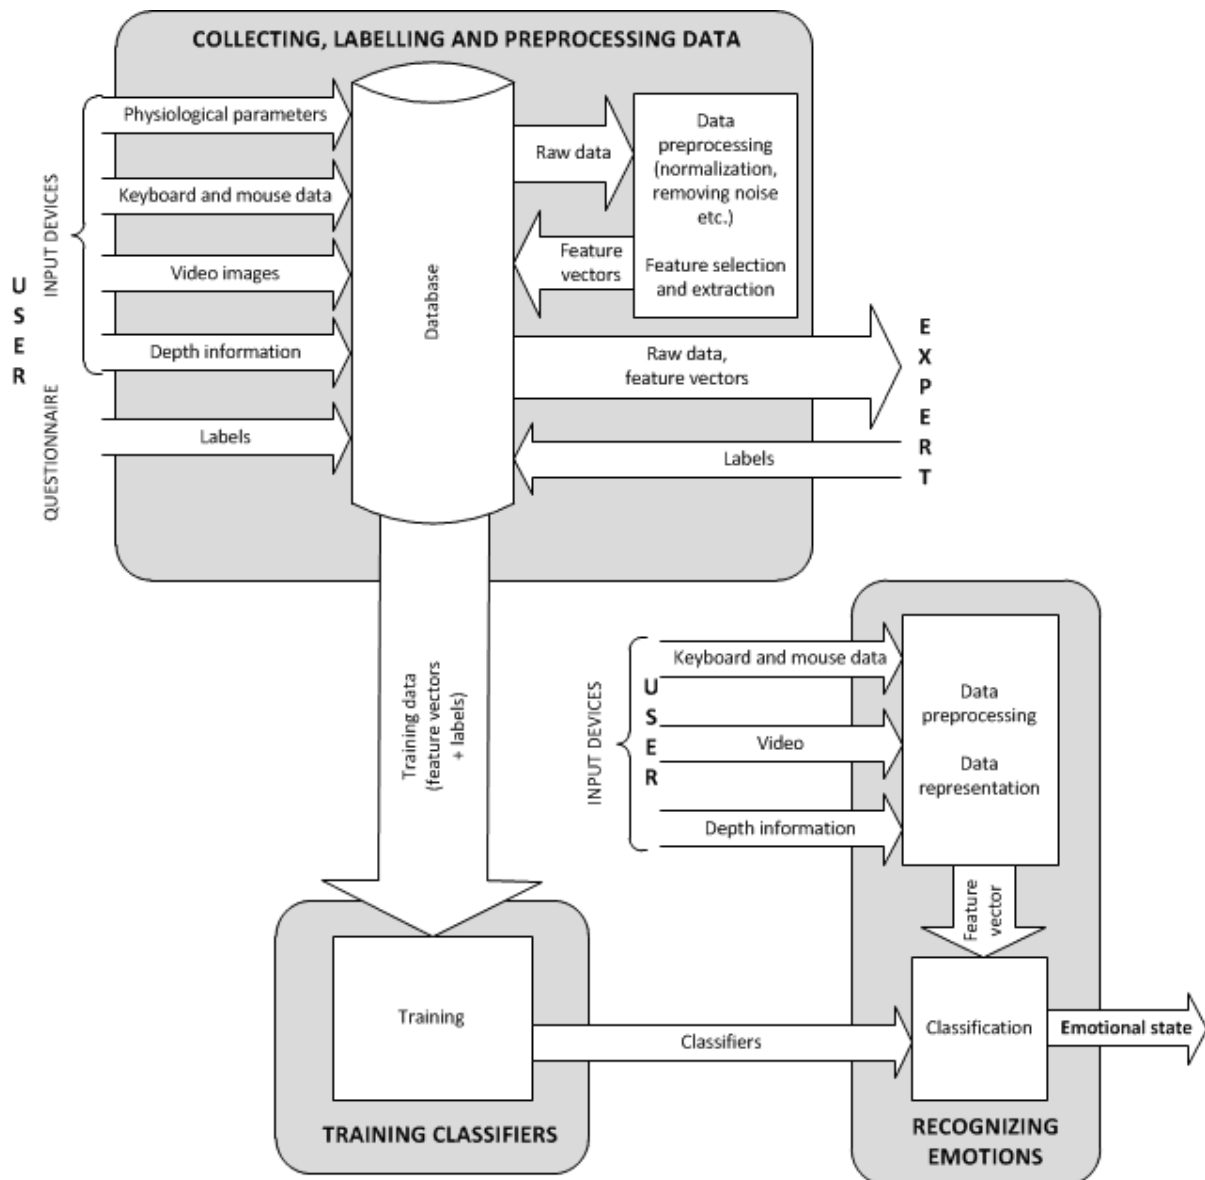 COLLECTING, LABELLING AND PREPROCESSING DATA
USER
INPUT DEVICES
Physiological parameters
Keyboard and mouse data
Video images
Depth information
QUESTIONNAIRE
Labels
Database
Raw data
Data
preprocessing
(normalization,
removing noise
etc.)
Feature selection
and extraction
Feature
vectors
Raw data,
feature vectors
Labels
EXPERT
Training data
(feature vectors
+ labels)
INPUT DEVICES
USER
Keyboard and mouse data
Video
Depth information
Data
preprocessing
Data
representation
Feature
vector
Training
TRAINING CLASSIFIERS
Classifiers
Classification
Emotional state
RECOGNIZING
EMOTIONS